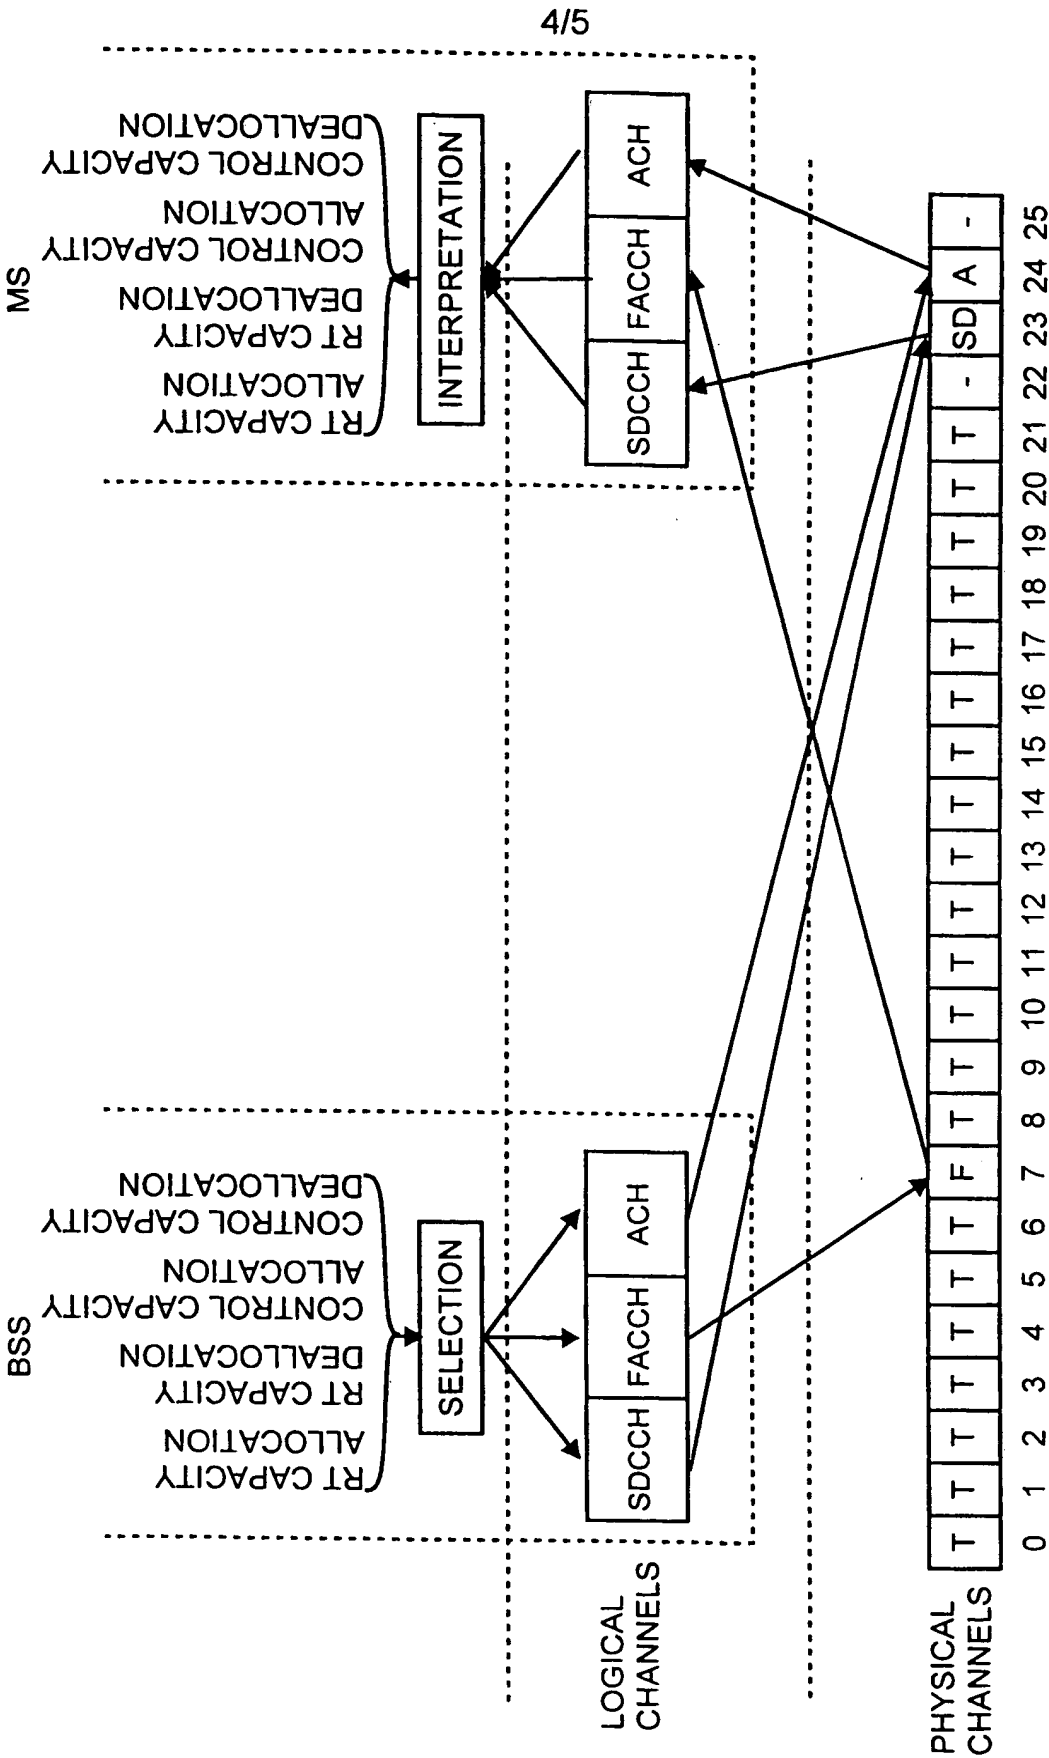 4/5
BSS
MS
RT CAPACITY
ALLOCATION
RT CAPACITY
DEALLOCATION
CONTROL CAPACITY
ALLOCATION
CONTROL CAPACITY
DEALLOCATION
RT CAPACITY
ALLOCATION
RT CAPACITY
DEALLOCATION
CONTROL CAPACITY
ALLOCATION
CONTROL CAPACITY
DEALLOCATION
SELECTION
INTERPRETATION
LOGICAL
CHANNELS
SDCCH FACCH ACH
SDCCH FACCH ACH
PHYSICAL
CHANNELS
T T T T T T T F T T T T T T T T T T T T T T - SD A -
0 1 2 3 4 5 6 7 8 9 10 11 12 13 14 15 16 17 18 19 20 21 22 23 24 25